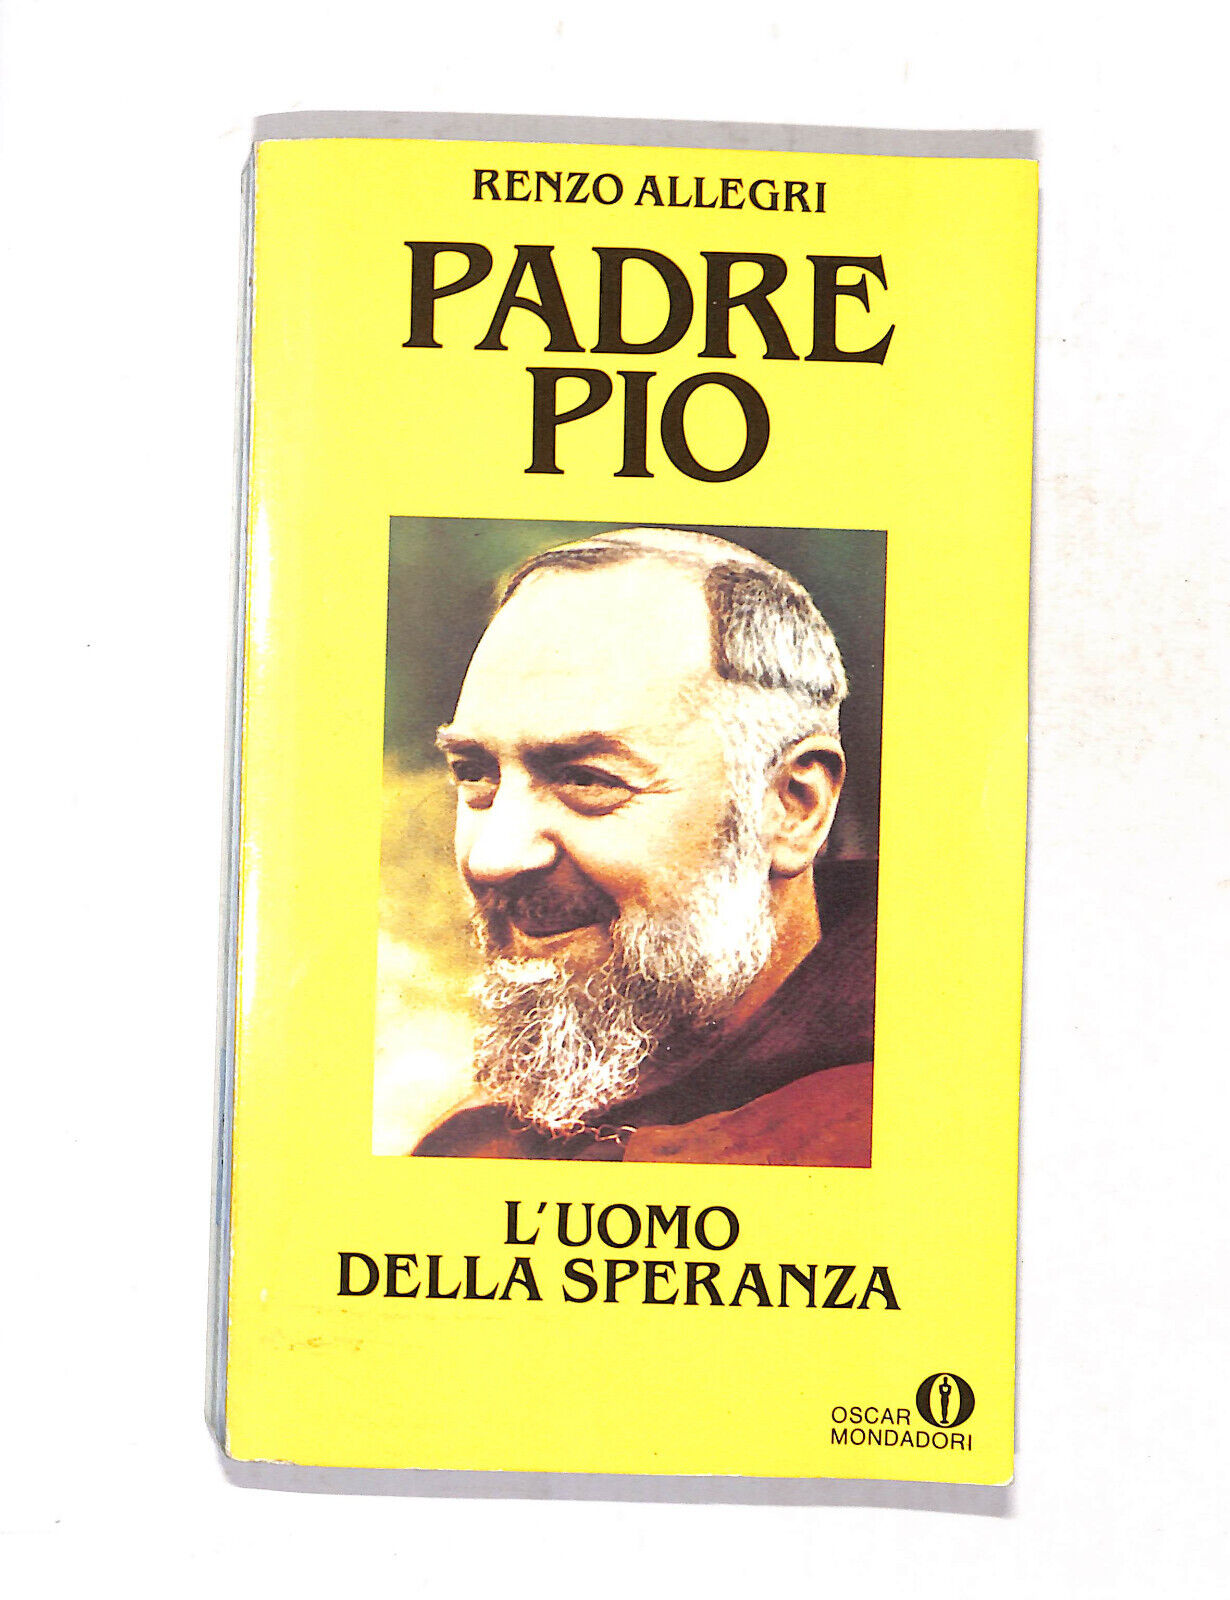 RENZO ALLEGRI
PADRE
PIO
L'UOMO
DELLA SPERANZA
OSCAR
MONDADORI